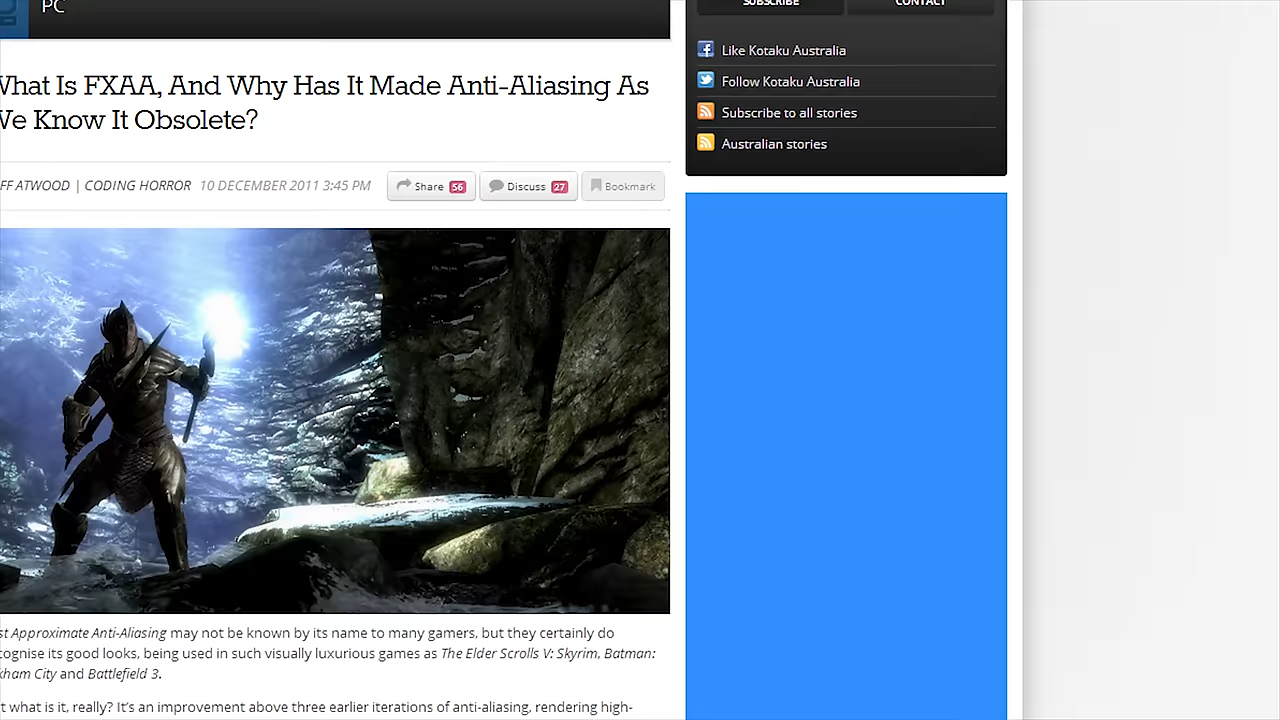 PC
What Is FXAA, And Why Has It Made Anti-Aliasing As
We Know It Obsolete?
FF ATWOOD | CODING HORROR 10 DECEMBER 2011 3:45 PM
Share 56
Discuss 27
Bookmark
st Approximate Anti-Aliasing may not be known by its name to many gamers, but they certainly do
cognise its good looks, being used in such visually luxurious games as The Elder Scrolls V: Skyrim, Batman:
kham City and Battlefield 3.
t what is it, really? It's an improvement above three earlier iterations of anti-aliasing, rendering high-
SUBSCRIBE
CONTACT
Like Kotaku Australia
Follow Kotaku Australia
Subscribe to all stories
Australian stories